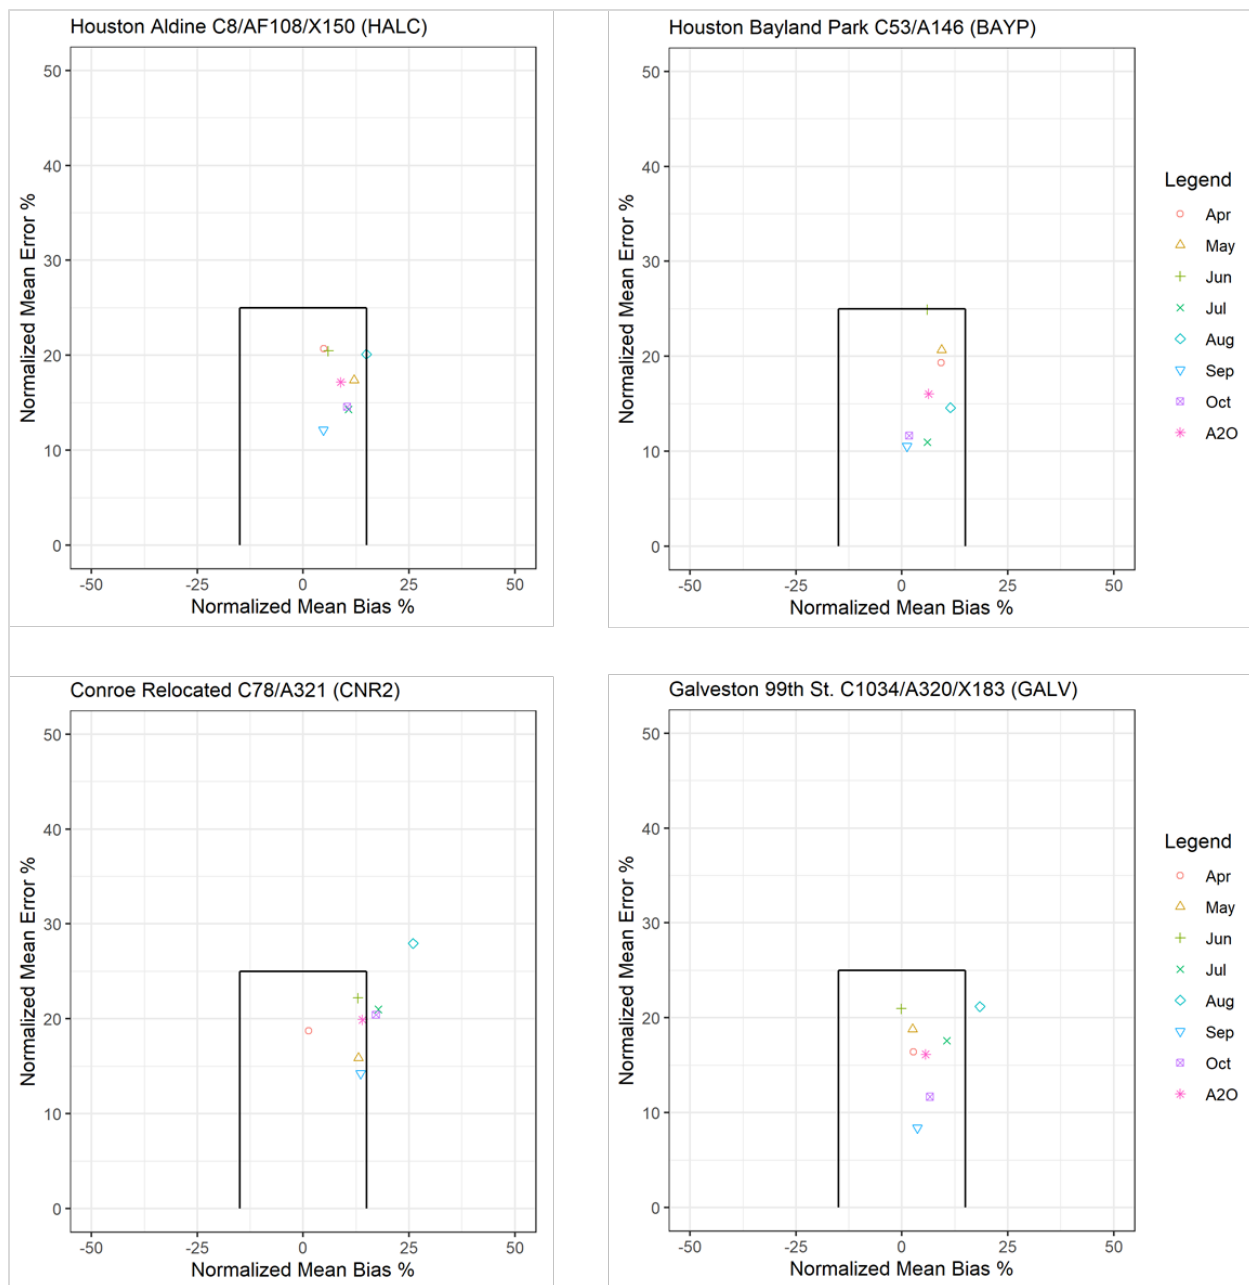 Houston Aldine C8/AF108/X150 (HALC)
50
40
30
20
10
0
Normalized Mean Error %
-50
-25
0
25
50
Normalized Mean Bias %
Houston Bayland Park C53/A146 (BAYP)
50
40
30
20
10
0
Normalized Mean Error %
-50
-25
0
25
50
Normalized Mean Bias %
Legend
Apr
May
Jun
Jul
Aug
Sep
Oct
A2O
Conroe Relocated C78/A321 (CNR2)
50
40
30
20
10
0
Normalized Mean Error %
-50
-25
0
25
50
Normalized Mean Bias %
Galveston 99th St. C1034/A320/X183 (GALV)
50
40
30
20
10
0
Normalized Mean Error %
-50
-25
0
25
50
Normalized Mean Bias %
Legend
Apr
May
Jun
Jul
Aug
Sep
Oct
A2O